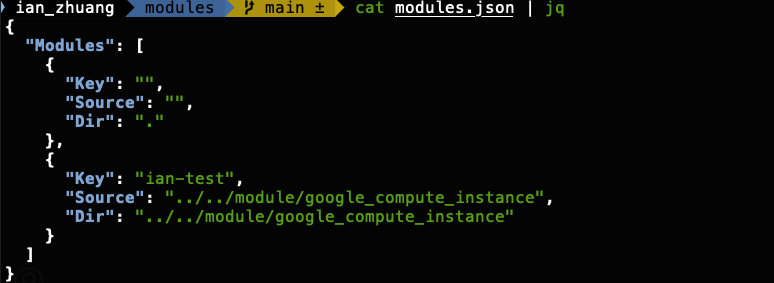 ian_zhuang modules main ± cat modules.json | jq
{
  "Modules": [
    {
      "Key": "",
      "Source": "",
      "Dir": "."
    },
    {
      "Key": "ian-test",
      "Source": "../../module/google_compute_instance",
      "Dir": "../../module/google_compute_instance"
    }
  ]
}